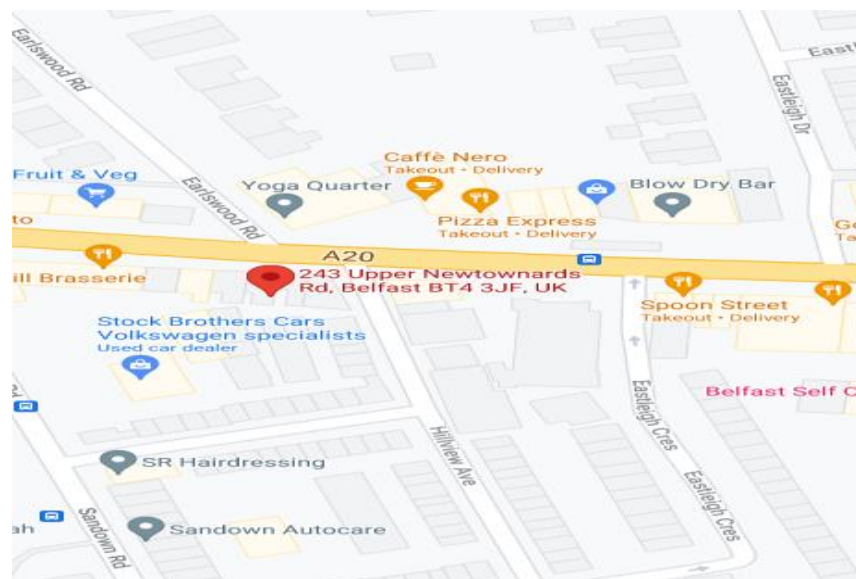 Earlswood Rd
East
Eastleigh Dr
Fruit & Veg
Earlswood Rd
Yoga Quarter
Caffè Nero
Takeout • Delivery
Pizza Express
Takeout • Delivery
Blow Dry Bar
to
A20
Takeout • Delivery
ill Brasserie
243 Upper Newtownards
Rd, Belfast BT4 3JF, UK
Spoon Street
Stock Brothers Cars
Volkswagen specialists
Used car dealer
Belfast Self
Eastleigh Cres
Hillview Ave
SR Hairdressing
Eastleigh Cres
Sandown Rd
ah
Sandown Autocare